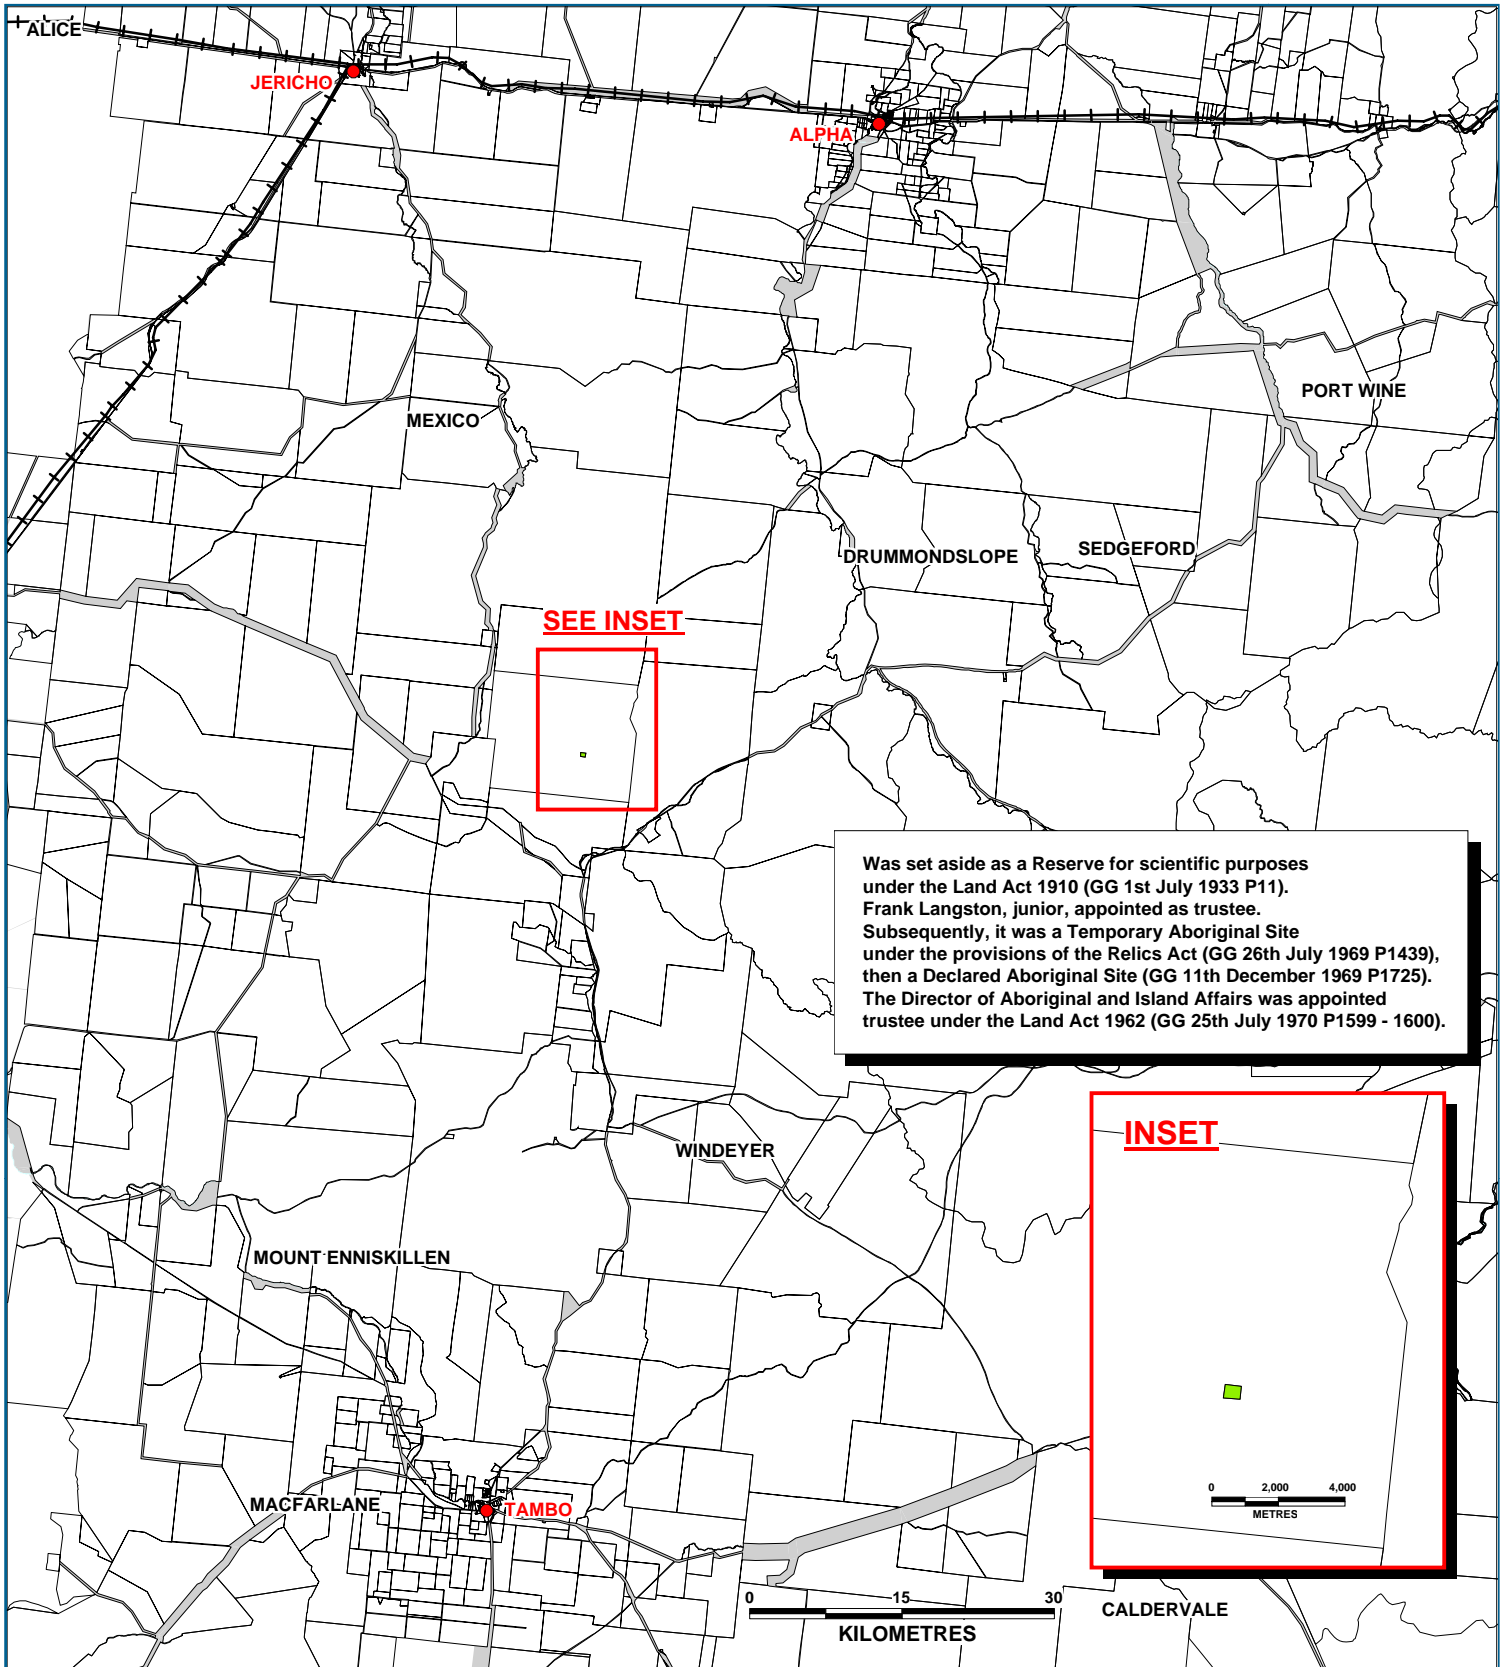 ALICE
JERICHO
ALPHA
PORT WINE
MEXICO
DRUMMONDSLOPE
SEDGEFORD
SEE INSET
Was set aside as a Reserve for scientific purposes
under the Land Act 1910 (GG 1st July 1933 P11).
Frank Langston, junior, appointed as trustee.
Subsequently, it was a Temporary Aboriginal Site
under the provisions of the Relics Act (GG 26th July 1969 P1439),
then a Declared Aboriginal Site (GG 11th December 1969 P1725).
The Director of Aboriginal and Island Affairs was appointed
trustee under the Land Act 1962 (GG 25th July 1970 P1599 - 1600).
INSET
WINDEYER
MOUNT ENNISKILLEN
0 2,000 4,000
METRES
MACFARLANE
TAMBO
0 15 30
KILOMETRES
CALDERVALE